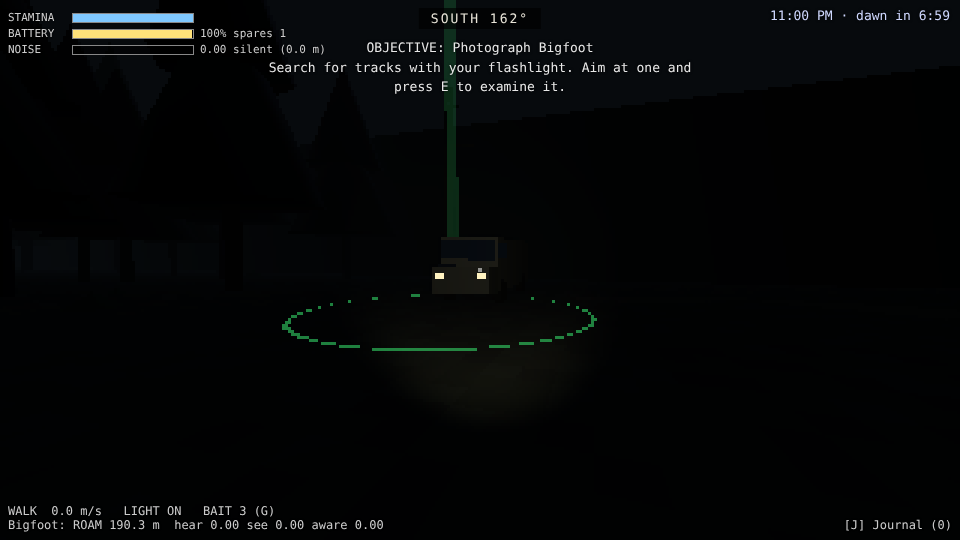 STAMINA
BATTERY 100% spares 1
NOISE 0.00 silent (0.0 m)
SOUTH 162°
11:00 PM · dawn in 6:59
OBJECTIVE: Photograph Bigfoot
Search for tracks with your flashlight. Aim at one and
press E to examine it.
WALK 0.0 m/s LIGHT ON BAIT 3 (G)
Bigfoot: ROAM 190.3 m hear 0.00 see 0.00 aware 0.00
[J] Journal (0)